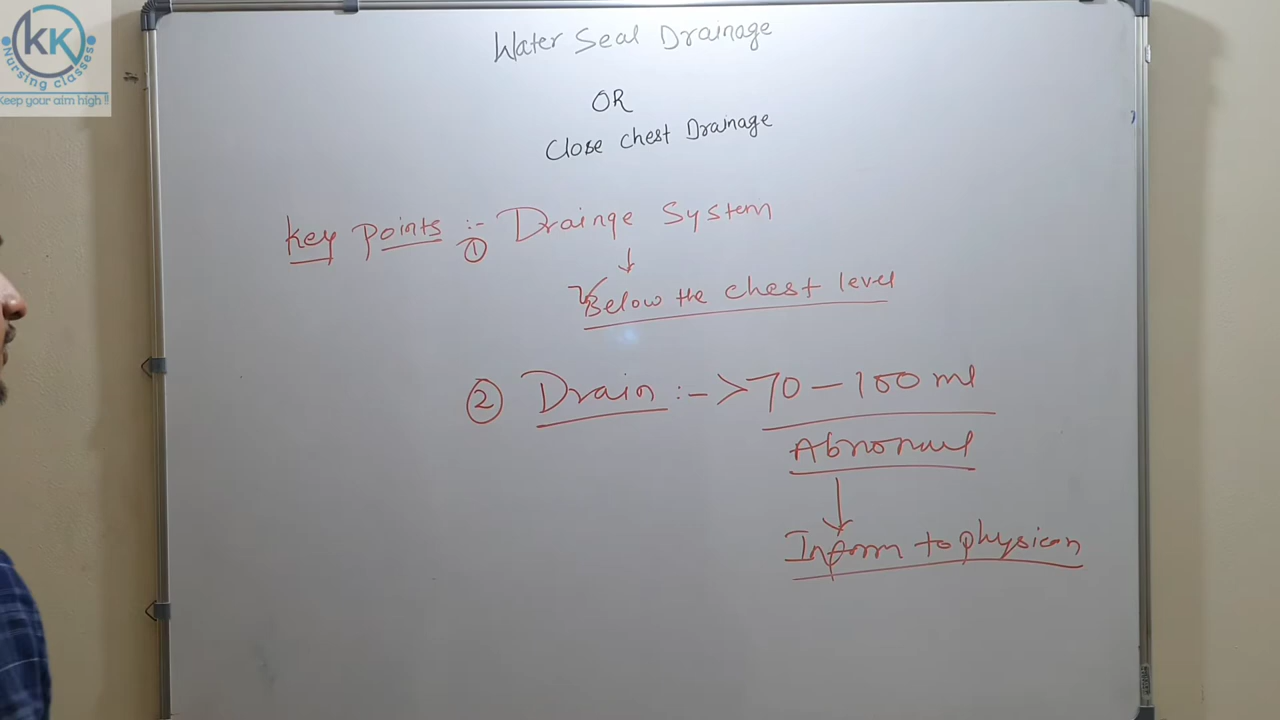 KK
Nursing classes
Keep your aim high !!
Water Seal Drainage
OR
Close Chest Drainage
Key points :- ① Drainge System
↓
Below the chest level
② Drain :- >70 – 100 ml
Abnormal
↓
Inform to physican